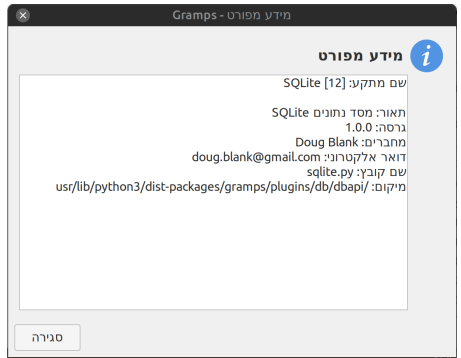 מידע מפורט - Gramps
מידע מפורט
שם מתקע: SQLite [12]
תאור: מסד נתונים SQLite
גרסה: 1.0.0
מחברים: Doug Blank
דואר אלקטרוני: doug.blank@gmail.com
שם קובץ: sqlite.py
מיקום: /usr/lib/python3/dist-packages/gramps/plugins/db/dbapi
סגירה